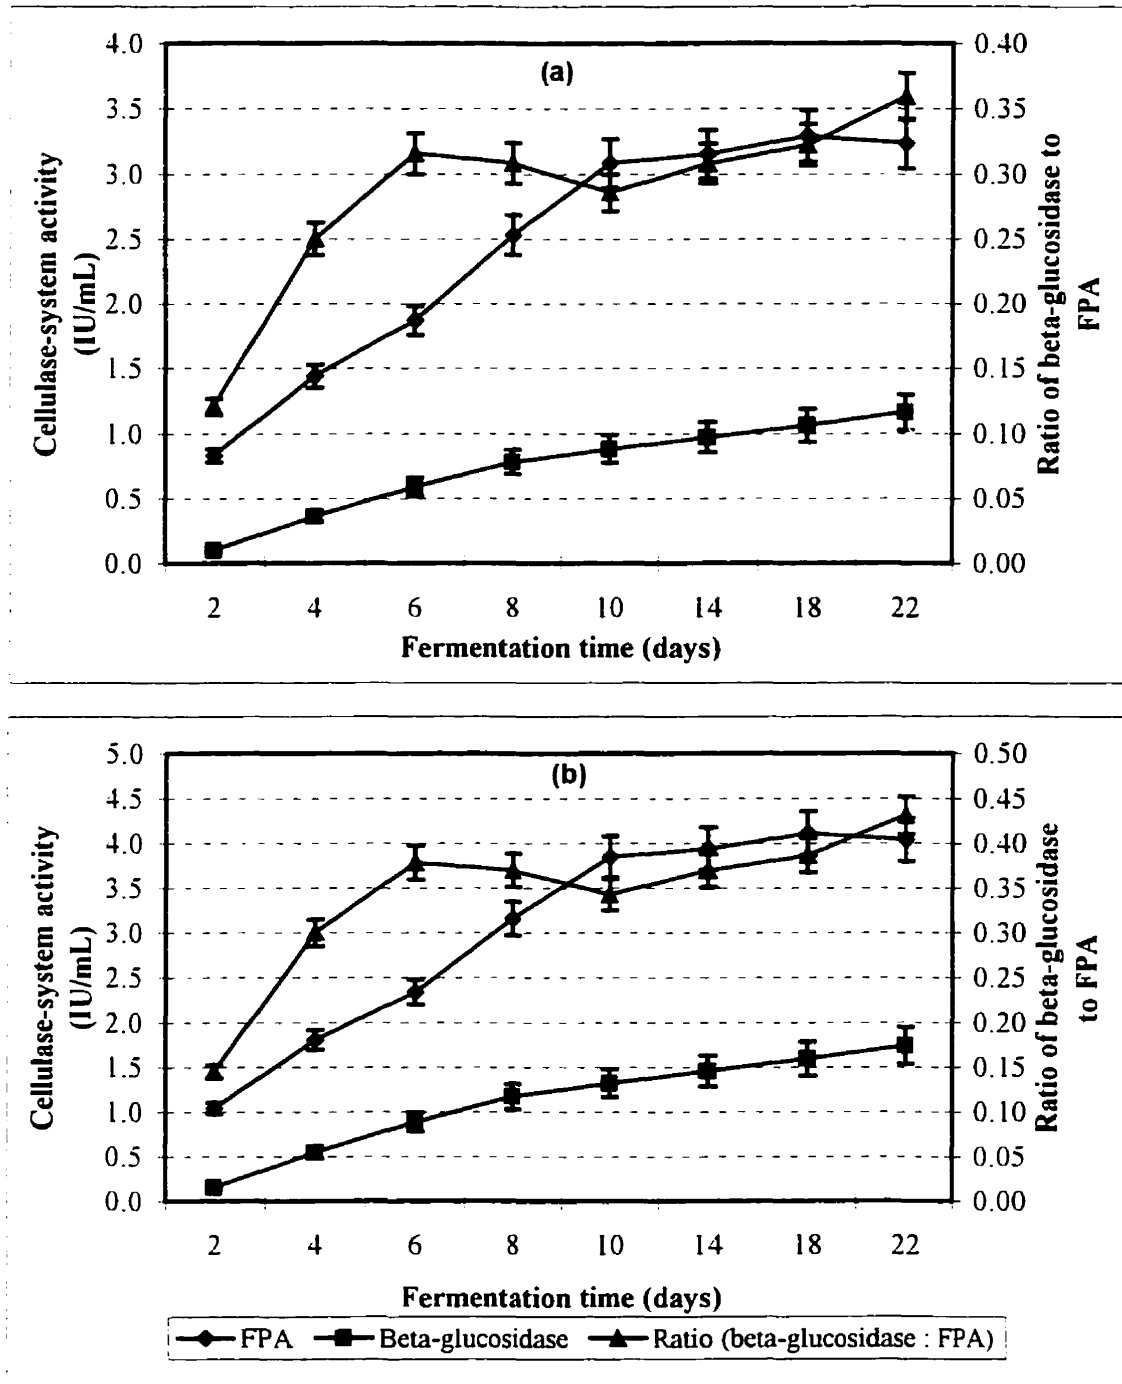 (a)
4.0
3.5
3.0
2.5
2.0
1.5
1.0
0.5
0.0
Cellulase-system activity
(IU/mL)
0.40
0.35
0.30
0.25
0.20
0.15
0.10
0.05
0.00
Ratio of beta-glucosidase to
FPA
2 4 6 8 10 14 18 22
Fermentation time (days)
(b)
5.0
4.5
4.0
3.5
3.0
2.5
2.0
1.5
1.0
0.5
0.0
Cellulase-system activity
(IU/mL)
0.50
0.45
0.40
0.35
0.30
0.25
0.20
0.15
0.10
0.05
0.00
Ratio of beta-glucosidase
to FPA
2 4 6 8 10 14 18 22
Fermentation time (days)
FPA Beta-glucosidase Ratio (beta-glucosidase : FPA)